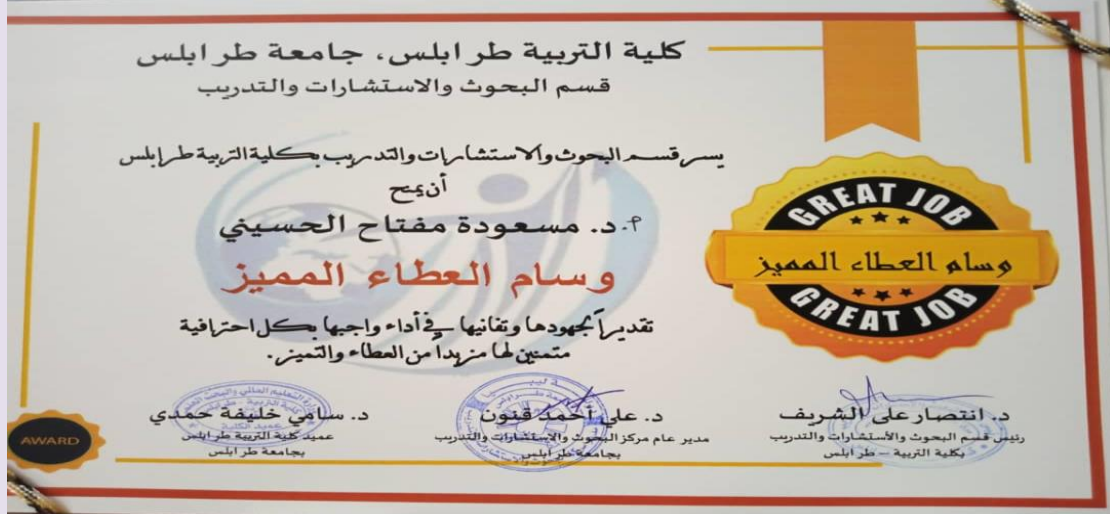 كلية التربية طرابلس، جامعة طرابلس
قسم البحوث والاستشارات والتدريب
يسر قسم البحوث والاستشارات والتدريب بكلية التربية طرابلس
أن يمنح
م.د. مسعودة مفتاح الحسيني
وسام العطاء المميز
تقديراً لجهودها وتفانيها في أداء واجبها بكل احترافية
متمنين لها مزيداً من العطاء والتميز.
GREAT JOB
وسام العطاء المميز
GREAT JOB
د. انتصار على الشريف
رئيس قسم البحوث والأستشارات والتدريب
بكلية التربية – طرابلس
د. علي أحمد قنون
مدير عام مركز البحوث والإستشارات والتدريب
بجامعة طرابلس
د. سامي خليفة حمدي
عميد كلية التربية طرابلس
بجامعة طرابلس
AWARD